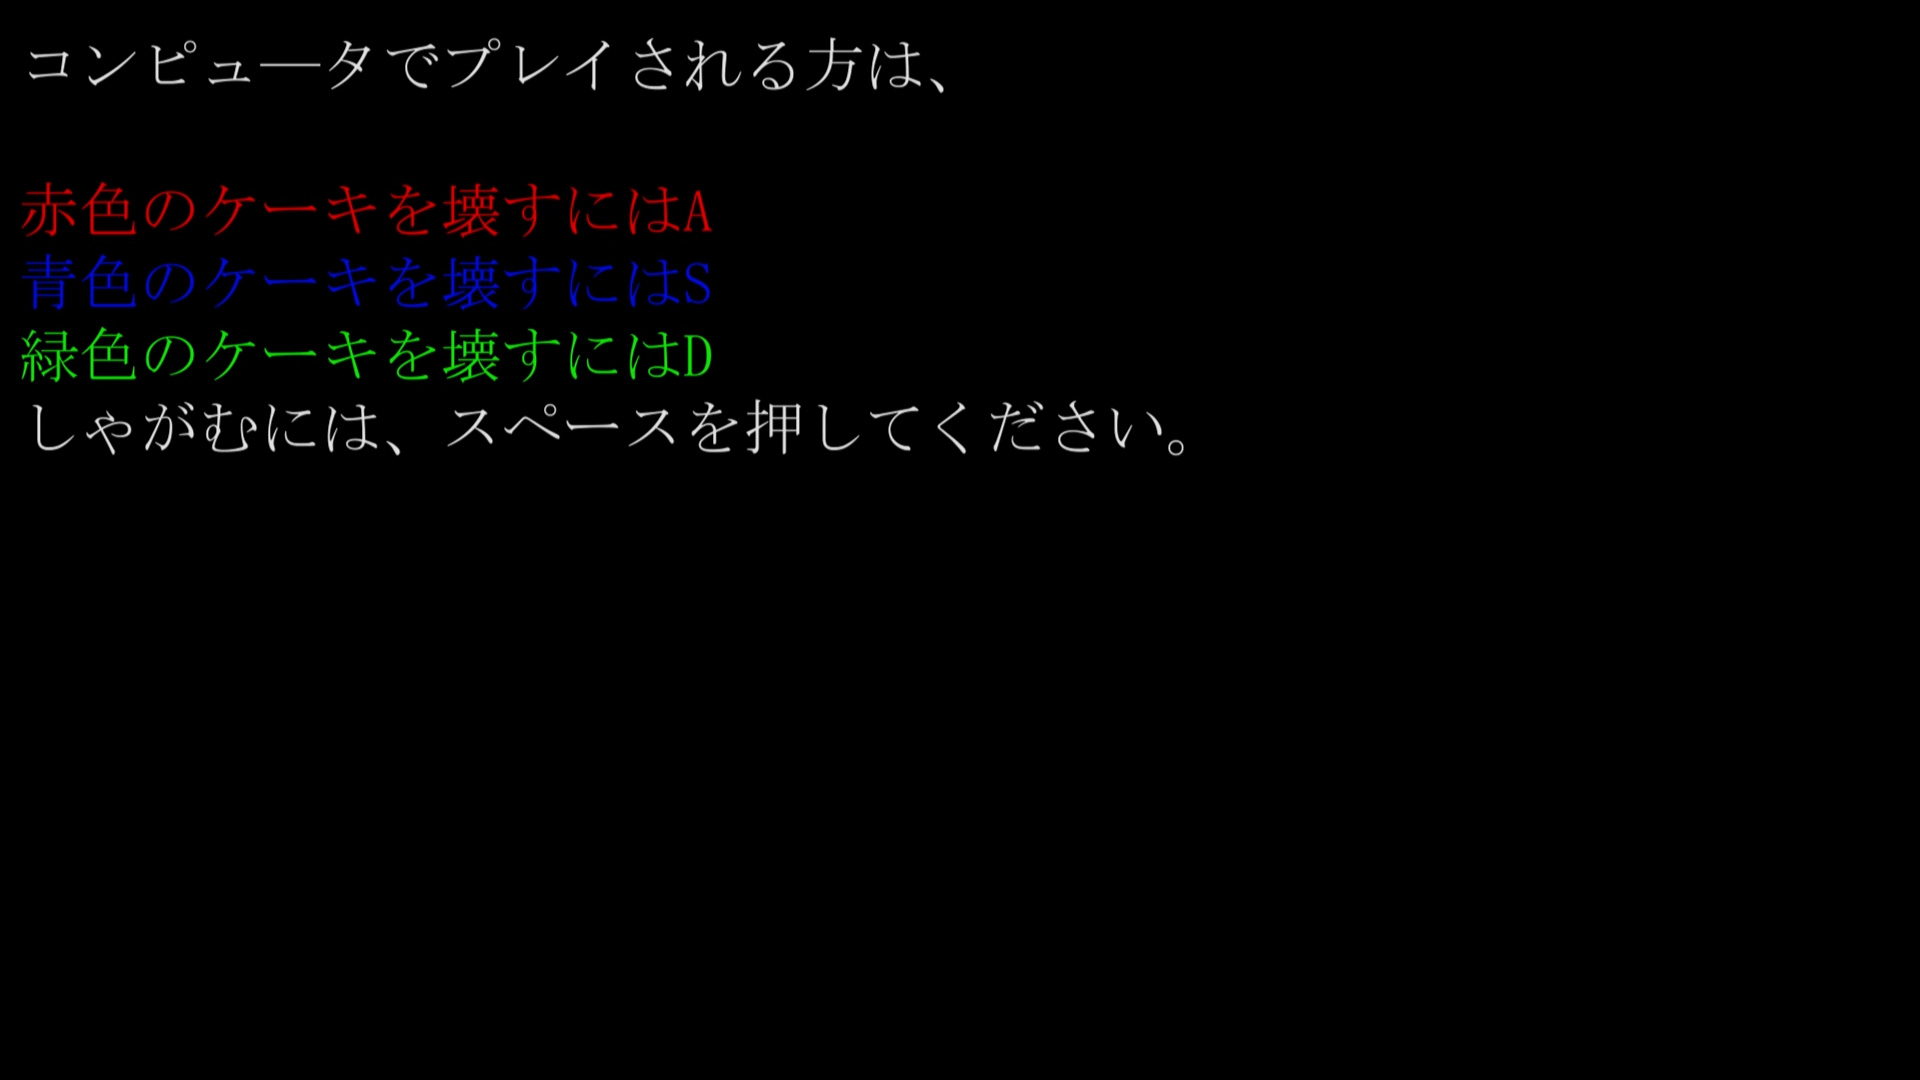 コンピュ―タでプレイされる方は、
赤色のケーキを壊すにはA
青色のケーキを壊すにはS
緑色のケーキを壊すにはD
しゃがむには、スペースを押してください。